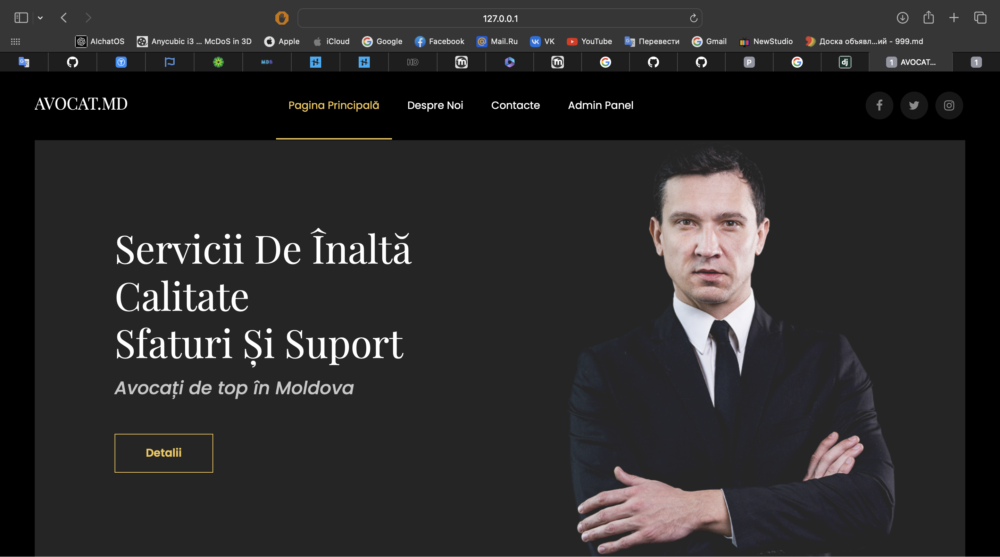 127.0.0.1
AIchatOS Anycubic i3 ... McDoS in 3D Apple iCloud Google Facebook Mail.Ru VK YouTube Перевести Gmail NewStudio Доска объявл...ий - 999.md
MDB HD P dj 1 AVOCAT... 1
AVOCAT.MD Pagina Principală Despre Noi Contacte Admin Panel
Servicii De Înaltă
Calitate
Sfaturi Și Suport
Avocați de top în Moldova
Detalii